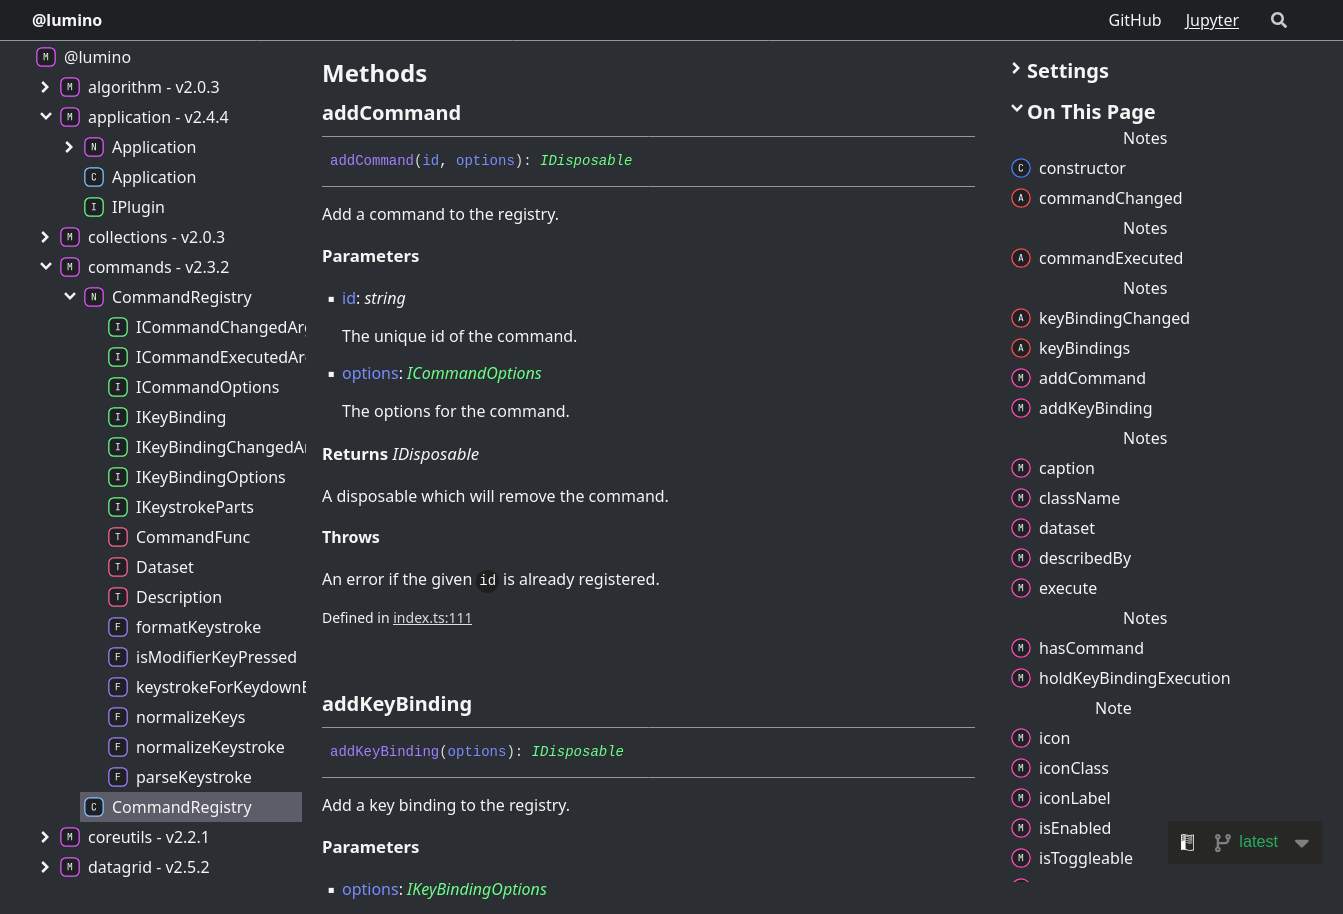 @lumino
GitHub
Jupyter
@lumino
algorithm - v2.0.3
application - v2.4.4
Application
Application
IPlugin
collections - v2.0.3
commands - v2.3.2
CommandRegistry
ICommandChangedAr
ICommandExecutedAr
ICommandOptions
IKeyBinding
IKeyBindingChangedA
IKeyBindingOptions
IKeystrokeParts
CommandFunc
Dataset
Description
formatKeystroke
isModifierKeyPressed
keystrokeForKeydownE
normalizeKeys
normalizeKeystroke
parseKeystroke
CommandRegistry
coreutils - v2.2.1
datagrid - v2.5.2
Methods
addCommand
addCommand(id, options): IDisposable
Add a command to the registry.
Parameters
id: string
The unique id of the command.
options: ICommandOptions
The options for the command.
Returns IDisposable
A disposable which will remove the command.
Throws
An error if the given id is already registered.
Defined in index.ts:111
addKeyBinding
addKeyBinding(options): IDisposable
Add a key binding to the registry.
Parameters
options: IKeyBindingOptions
Settings
On This Page
Notes
constructor
commandChanged
Notes
commandExecuted
Notes
keyBindingChanged
keyBindings
addCommand
addKeyBinding
Notes
caption
className
dataset
describedBy
execute
Notes
hasCommand
holdKeyBindingExecution
Note
icon
iconClass
iconLabel
isEnabled
isToggleable
latest